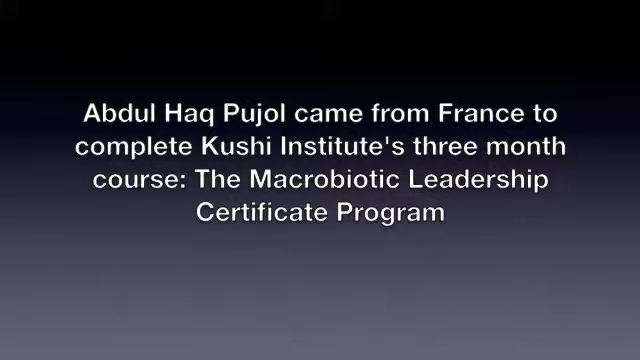 Abdul Haq Pujol came from France to
complete Kushi Institute's three month
course: The Macrobiotic Leadership
Certificate Program